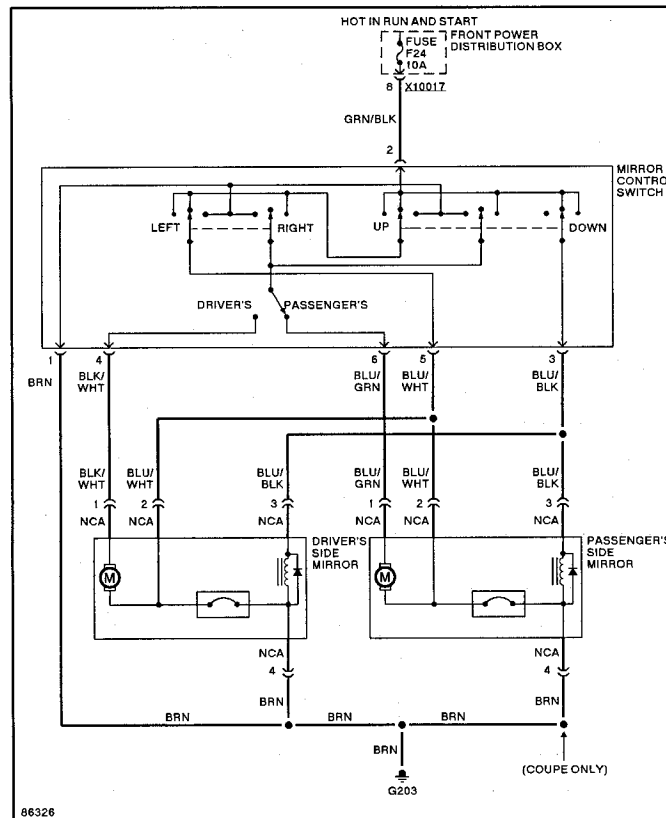 HOT IN RUN AND START
FUSE
F24
10A
FRONT POWER
DISTRIBUTION BOX
8 X10017
GRN/BLK
2
MIRROR
CONTRO
SWITCH
LEFT
RIGHT
UP
DOWN
DRIVER'S
PASSENGER'S
1
4
6
5
3
BRN
BLK/
WHT
BLU/
GRN
BLU/
WHT
BLU/
BLK
BLK/
WHT
BLU/
WHT
BLU/
BLK
BLU/
GRN
BLU/
WHT
BLU/
BLK
1
2
3
1
2
3
NCA
NCA
NCA
NCA
NCA
NCA
DRIVER'S
SIDE
MIRROR
PASSENGER'S
SIDE
MIRROR
M
M
NCA
4
NCA
4
BRN
BRN
BRN
BRN
BRN
BRN
G203
(COUPE ONLY)
86326